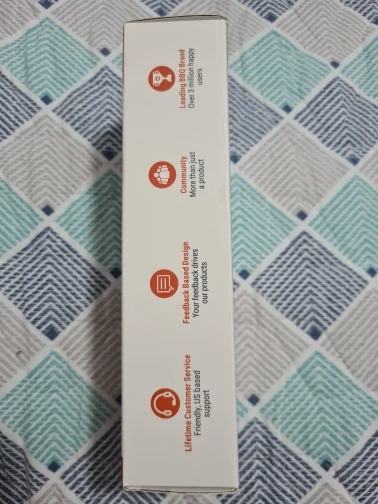 Lifetime Customer Service
Friendly, US based
support
Feedback Based Design
Your feedback drives
our products
Community
More than just
a product
Leading BBQ Brand
Over 3 million happy
users